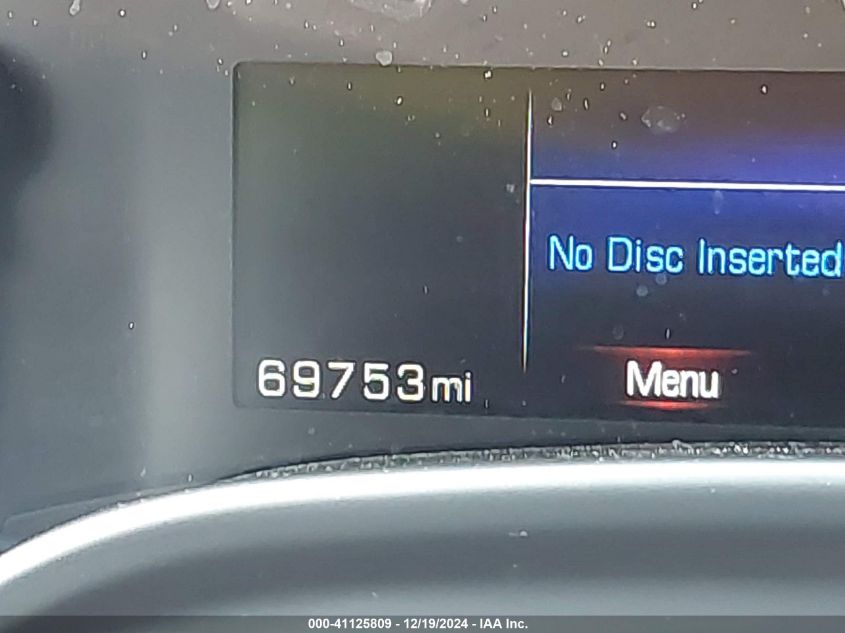 No Disc Inserted
69753mi
Menu
000-41125809 - 12/19/2024 - IAA Inc.